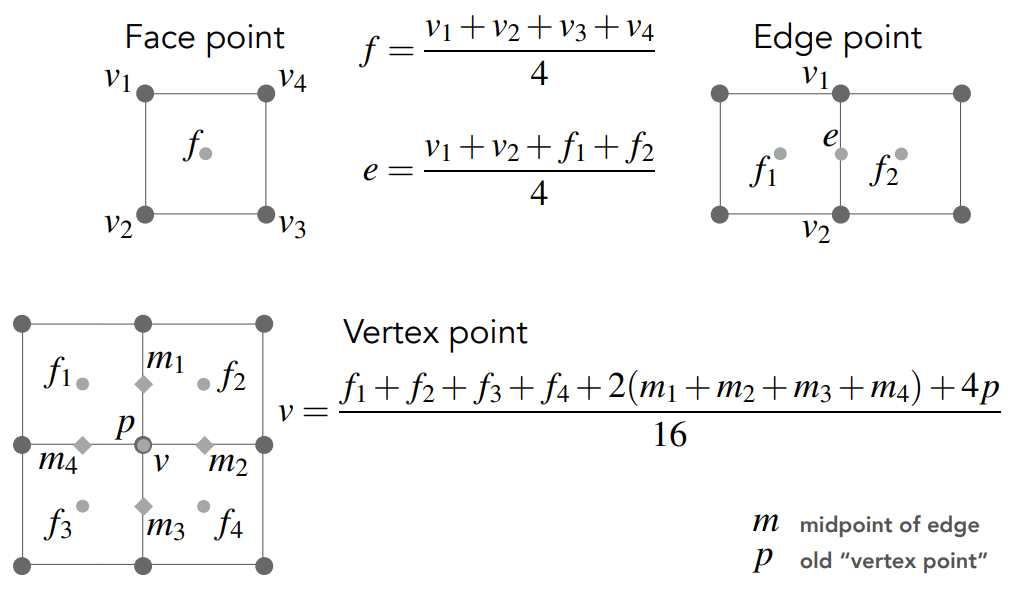 Face point
v₁
v₄
f
v₂
v₃
f = (v₁ + v₂ + v₃ + v₄) / 4
e = (v₁ + v₂ + f₁ + f₂) / 4
Edge point
v₁
e
f₁
f₂
v₂
f₁
m₁
f₂
p
m₄
v
m₂
f₃
m₃
f₄
Vertex point
v = (f₁ + f₂ + f₃ + f₄ + 2(m₁ + m₂ + m₃ + m₄) + 4p) / 16
m midpoint of edge
p old “vertex point”